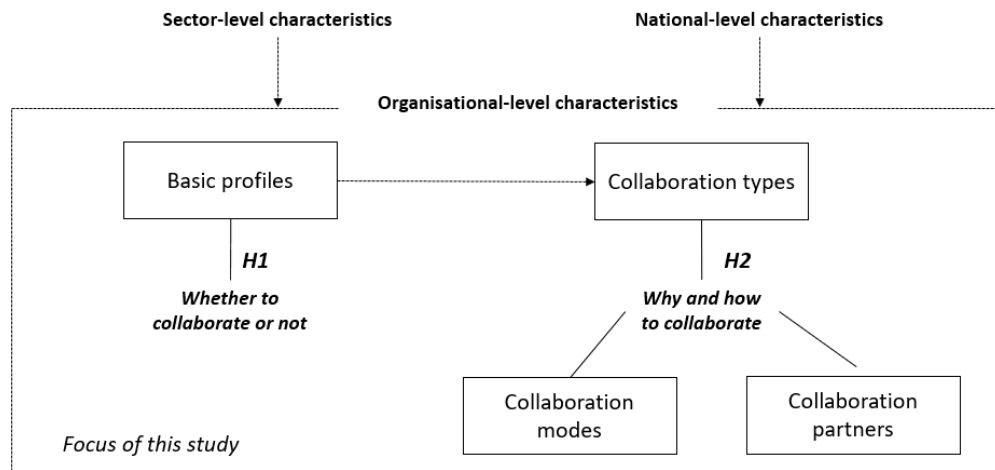 Sector-level characteristics
National-level characteristics
Organisational-level characteristics
Basic profiles
Collaboration types
H1
Whether to
collaborate or not
H2
Why and how
to collaborate
Collaboration
modes
Collaboration
partners
Focus of this study